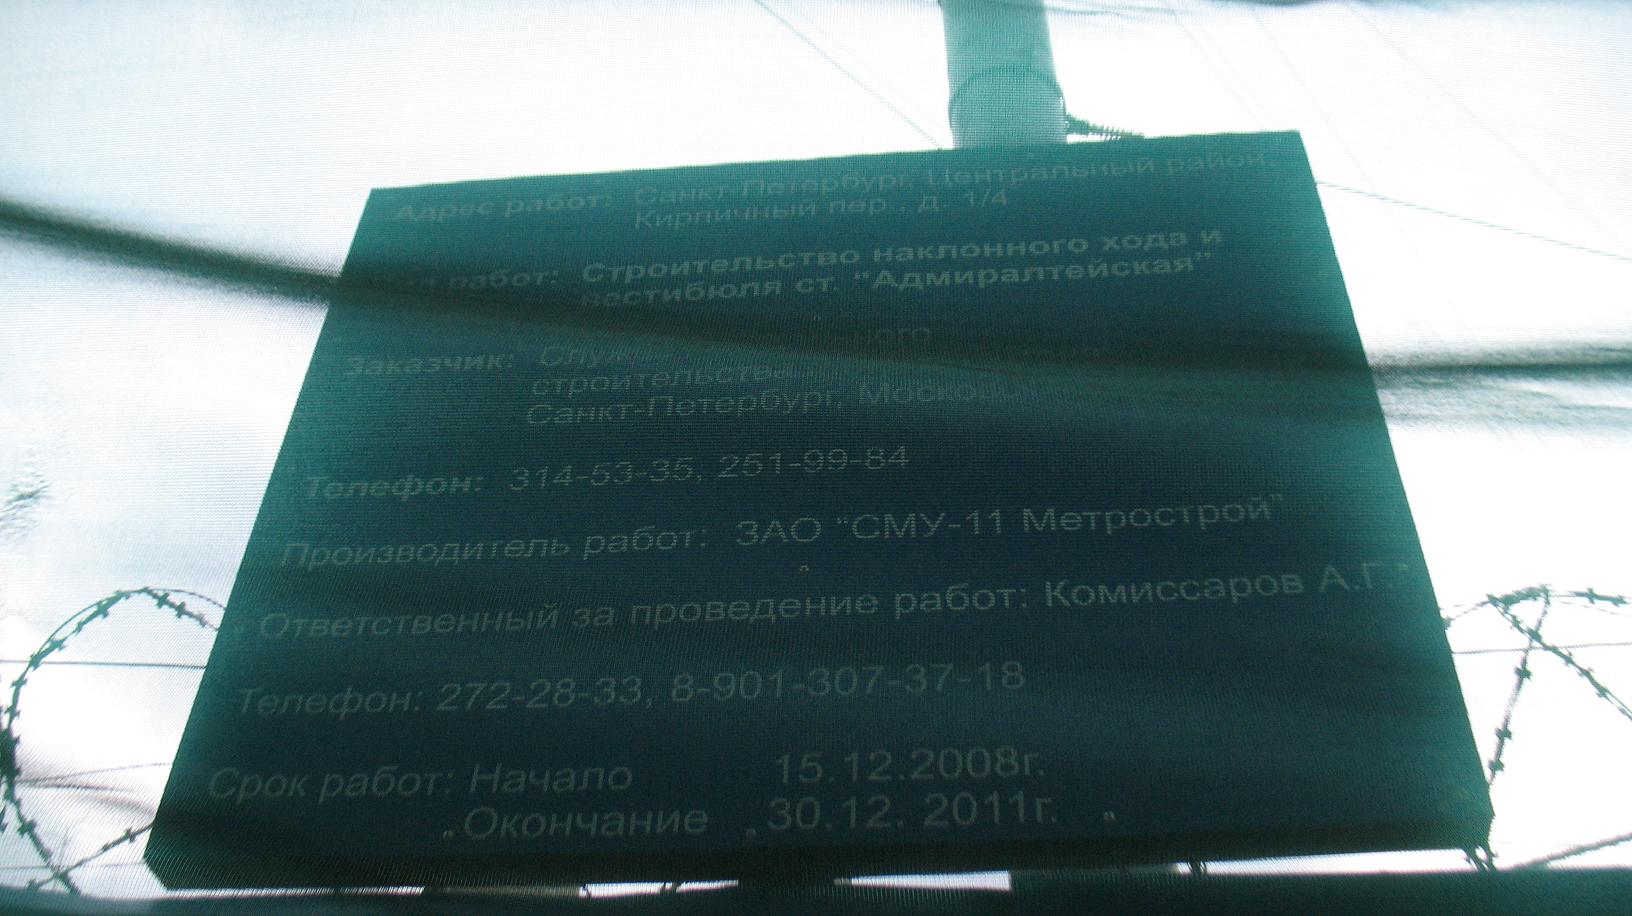 Адрес работ: Санкт-Петербург, Центральный район,
Кирпичный пер., д. 1/4
работ: Строительство наклонного хода и
вестибюля ст. "Адмиралтейская"
Заказчик:
строительства
Санкт-Петербург,
Телефон: 314-53-35, 251-99-84
Производитель работ: ЗАО "СМУ-11 Метрострой"
Ответственный за проведение работ: Комиссаров А.Г.
Телефон: 272-28-33, 8-901-307-37-18
Срок работ: Начало 15.12.2008г.
Окончание 30.12. 2011г.